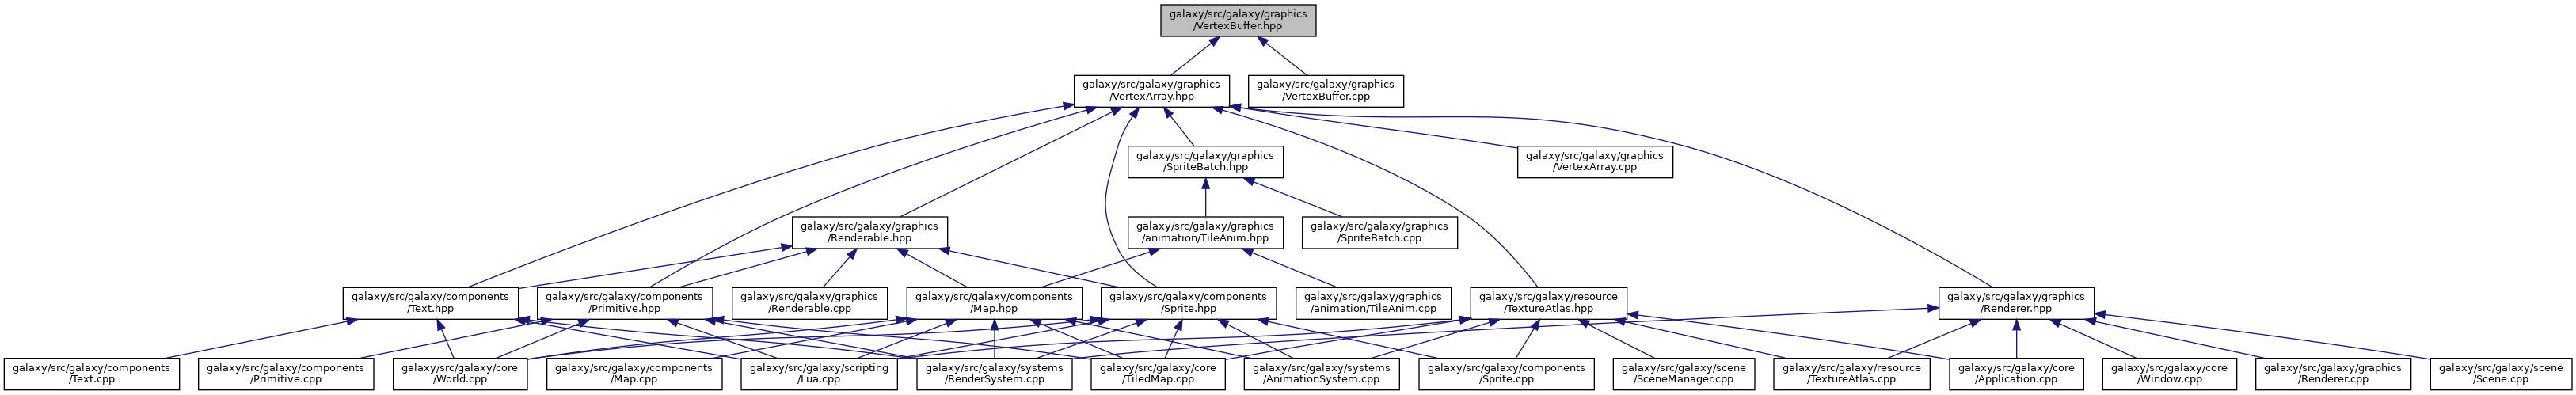 galaxy/src/galaxy/graphics
/VertexBuffer.hpp
galaxy/src/galaxy/graphics
/VertexArray.hpp
galaxy/src/galaxy/graphics
/VertexBuffer.cpp
galaxy/src/galaxy/graphics
/SpriteBatch.hpp
galaxy/src/galaxy/graphics
/VertexArray.cpp
galaxy/src/galaxy/graphics
/Renderable.hpp
galaxy/src/galaxy/graphics
/animation/TileAnim.hpp
galaxy/src/galaxy/graphics
/SpriteBatch.cpp
galaxy/src/galaxy/components
/Text.hpp
galaxy/src/galaxy/components
/Primitive.hpp
galaxy/src/galaxy/graphics
/Renderable.cpp
galaxy/src/galaxy/components
/Map.hpp
galaxy/src/galaxy/components
/Sprite.hpp
galaxy/src/galaxy/graphics
/animation/TileAnim.cpp
galaxy/src/galaxy/resource
/TextureAtlas.hpp
galaxy/src/galaxy/graphics
/Renderer.hpp
galaxy/src/galaxy/components
/Text.cpp
galaxy/src/galaxy/components
/Primitive.cpp
galaxy/src/galaxy/core
/World.cpp
galaxy/src/galaxy/components
/Map.cpp
galaxy/src/galaxy/scripting
/Lua.cpp
galaxy/src/galaxy/systems
/RenderSystem.cpp
galaxy/src/galaxy/core
/TiledMap.cpp
galaxy/src/galaxy/systems
/AnimationSystem.cpp
galaxy/src/galaxy/components
/Sprite.cpp
galaxy/src/galaxy/scene
/SceneManager.cpp
galaxy/src/galaxy/resource
/TextureAtlas.cpp
galaxy/src/galaxy/core
/Application.cpp
galaxy/src/galaxy/core
/Window.cpp
galaxy/src/galaxy/graphics
/Renderer.cpp
galaxy/src/galaxy/scene
/Scene.cpp